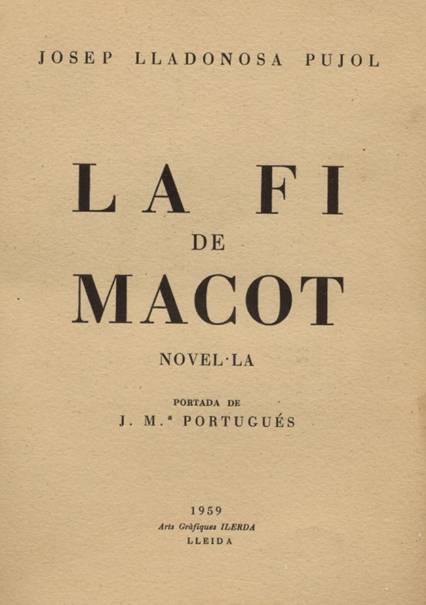 JOSEP LLADONOSA PUJOL
LA FI
DE
MACOT
NOVEL·LA
PORTADA DE
J. M.ª PORTUGUÉS
1959
Arts Gràfiques ILERDA
LLEIDA